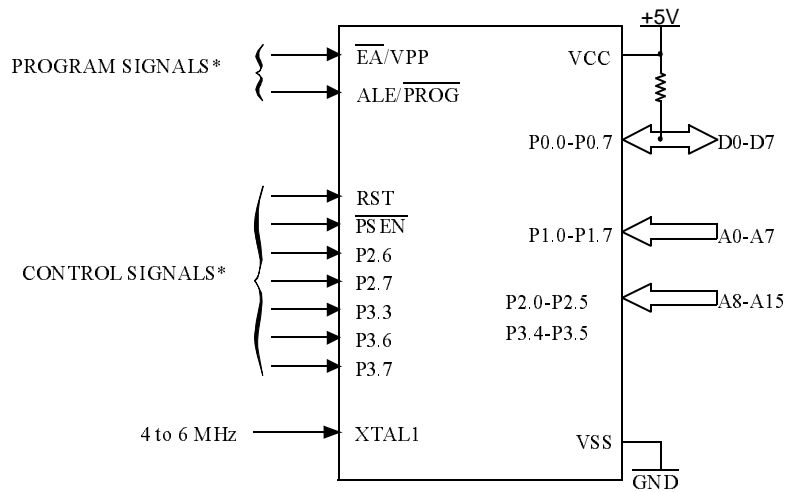 +5V
PROGRAM SIGNALS*
EA/VPP
ALE/PROG
VCC
P0.0-P0.7
D0-D7
CONTROL SIGNALS*
RST
PSEN
P2.6
P2.7
P3.3
P3.6
P3.7
P1.0-P1.7
A0-A7
P2.0-P2.5
P3.4-P3.5
A8-A15
4 to 6 MHz
XTAL1
VSS
GND